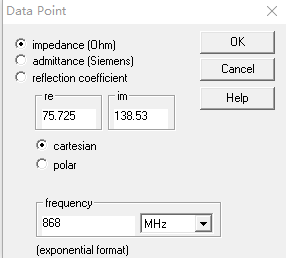 Data Point
impedance (Ohm)
OK
admittance (Siemens)
Cancel
reflection coefficient
Help
re
im
75.725
138.53
cartesian
polar
frequency
868
MHz
(exponential format)